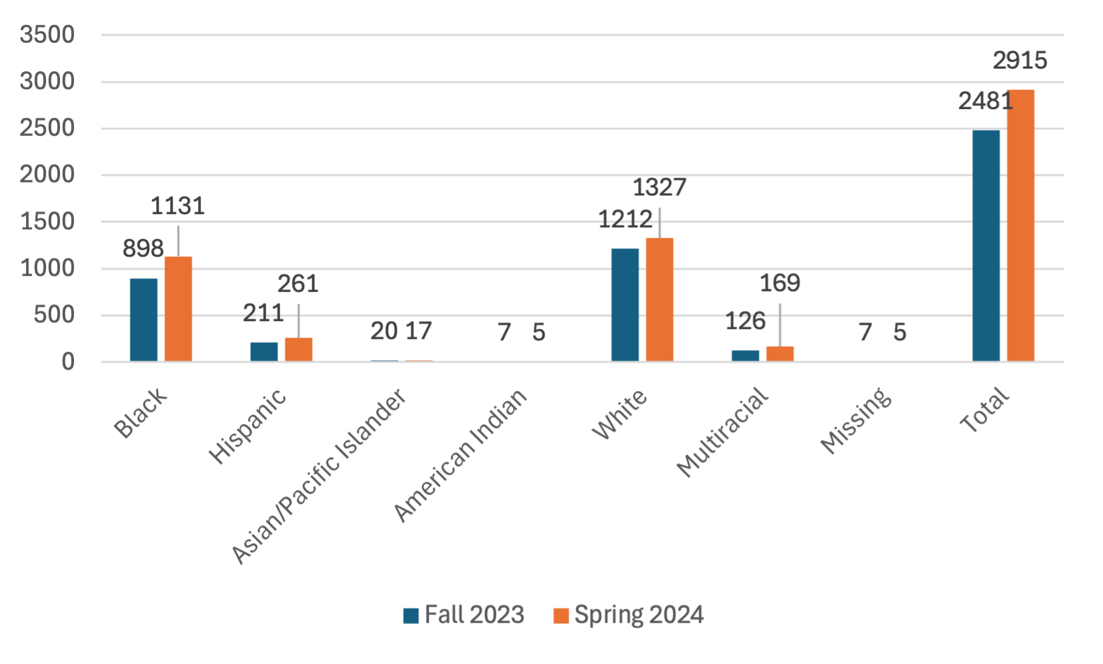 3500
3000
2500
2000
1500
1000
500
0
898
1131
211
261
20 17
7 5
1212
1327
126
169
7 5
2481
2915
Black
Hispanic
Asian/Pacific Islander
American Indian
White
Multiracial
Missing
Total
Fall 2023 Spring 2024